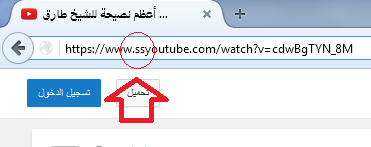 أعظم نصيحة للشيخ طارق ...
https://www.ssyoutube.com/watch?v=cdwBgTYN_8M
تحميل
تسجيل الدخول